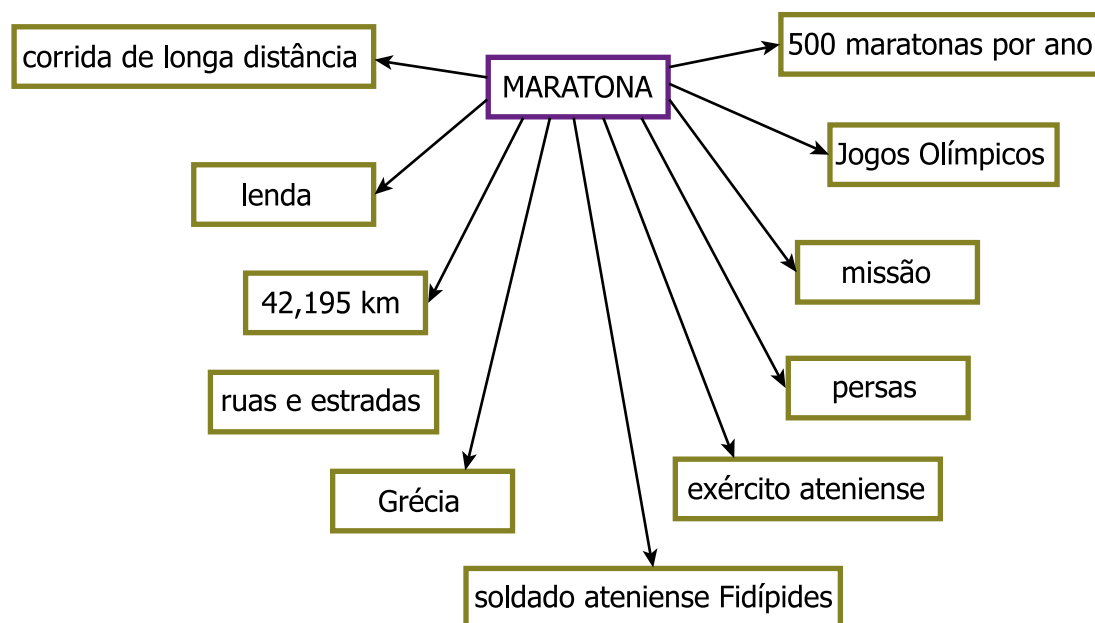 500 maratonas por ano
corrida de longa distância
MARATONA
Jogos Olímpicos
lenda
missão
42,195 km
persas
ruas e estradas
exército ateniense
Grécia
soldado ateniense Fidípides